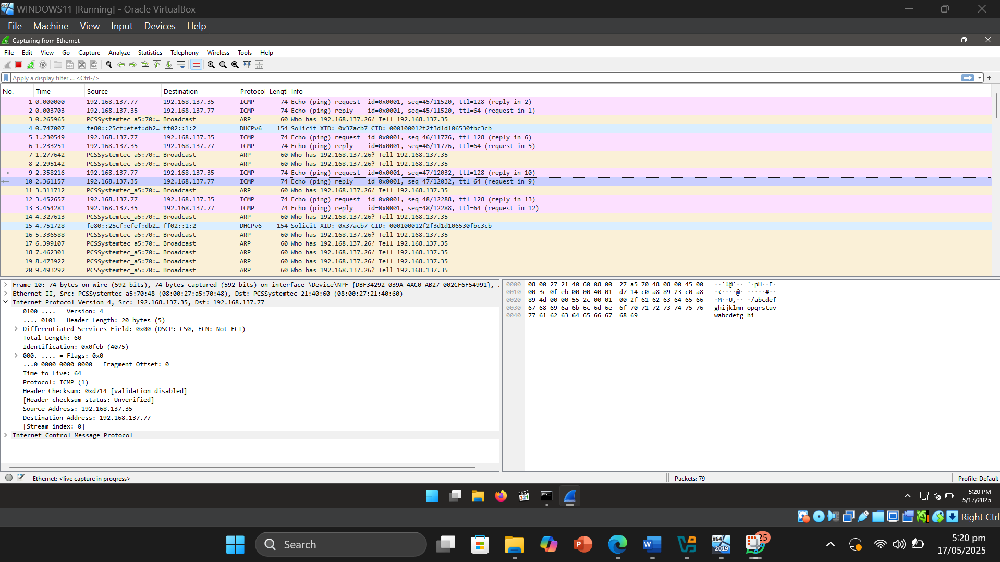 WINDOWS11 [Running] - Oracle VirtualBox
File Machine View Input Devices Help
Capturing from Ethernet
File Edit View Go Capture Analyze Statistics Telephony Wireless Tools Help
Apply a display filter ... <Ctrl-/>
No. Time Source Destination Protocol Lengtl Info
1 0.000000 192.168.137.77 192.168.137.35 ICMP 74 Echo (ping) request id=0x0001, seq=45/11520, ttl=128 (reply in 2)
2 0.003703 192.168.137.35 192.168.137.77 ICMP 74 Echo (ping) reply id=0x0001, seq=45/11520, ttl=64 (request in 1)
3 0.265965 PCSSystemtec_a5:70:… Broadcast ARP 60 Who has 192.168.137.26? Tell 192.168.137.35
4 0.747007 fe80::25cf:efef:db2… ff02::1:2 DHCPv6 154 Solicit XID: 0x37acb7 CID: 000100012f2f3d1d106530fbc3cb
5 1.230549 192.168.137.77 192.168.137.35 ICMP 74 Echo (ping) request id=0x0001, seq=46/11776, ttl=128 (reply in 6)
6 1.233251 192.168.137.35 192.168.137.77 ICMP 74 Echo (ping) reply id=0x0001, seq=46/11776, ttl=64 (request in 5)
7 1.277642 PCSSystemtec_a5:70:… Broadcast ARP 60 Who has 192.168.137.26? Tell 192.168.137.35
8 2.295142 PCSSystemtec_a5:70:… Broadcast ARP 60 Who has 192.168.137.26? Tell 192.168.137.35
9 2.358216 192.168.137.77 192.168.137.35 ICMP 74 Echo (ping) request id=0x0001, seq=47/12032, ttl=128 (reply in 10)
10 2.361157 192.168.137.35 192.168.137.77 ICMP 74 Echo (ping) reply id=0x0001, seq=47/12032, ttl=64 (request in 9)
11 3.311712 PCSSystemtec_a5:70:… Broadcast ARP 60 Who has 192.168.137.26? Tell 192.168.137.35
12 3.452657 192.168.137.77 192.168.137.35 ICMP 74 Echo (ping) request id=0x0001, seq=48/12288, ttl=128 (reply in 13)
13 3.454281 192.168.137.35 192.168.137.77 ICMP 74 Echo (ping) reply id=0x0001, seq=48/12288, ttl=64 (request in 12)
14 4.327613 PCSSystemtec_a5:70:… Broadcast ARP 60 Who has 192.168.137.26? Tell 192.168.137.35
15 4.751728 fe80::25cf:efef:db2… ff02::1:2 DHCPv6 154 Solicit XID: 0x37acb7 CID: 000100012f2f3d1d106530fbc3cb
16 5.336588 PCSSystemtec_a5:70:… Broadcast ARP 60 Who has 192.168.137.26? Tell 192.168.137.35
17 6.399107 PCSSystemtec_a5:70:… Broadcast ARP 60 Who has 192.168.137.26? Tell 192.168.137.35
18 7.462301 PCSSystemtec_a5:70:… Broadcast ARP 60 Who has 192.168.137.26? Tell 192.168.137.35
19 8.473922 PCSSystemtec_a5:70:… Broadcast ARP 60 Who has 192.168.137.26? Tell 192.168.137.35
20 9.493292 PCSSystemtec_a5:70:… Broadcast ARP 60 Who has 192.168.137.26? Tell 192.168.137.35
Frame 10: 74 bytes on wire (592 bits), 74 bytes captured (592 bits) on interface \Device\NPF_{DBF34292-039A-4AC0-AB27-002CF6F54991},
Ethernet II, Src: PCSSystemtec_a5:70:48 (08:00:27:a5:70:48), Dst: PCSSystemtec_21:40:60 (08:00:27:21:40:60)
Internet Protocol Version 4, Src: 192.168.137.35, Dst: 192.168.137.77
0100 .... = Version: 4
.... 0101 = Header Length: 20 bytes (5)
Differentiated Services Field: 0x00 (DSCP: CS0, ECN: Not-ECT)
Total Length: 60
Identification: 0x0feb (4075)
000. .... = Flags: 0x0
...0 0000 0000 0000 = Fragment Offset: 0
Time to Live: 64
Protocol: ICMP (1)
Header Checksum: 0xd714 [validation disabled]
[Header checksum status: Unverified]
Source Address: 192.168.137.35
Destination Address: 192.168.137.77
[Stream index: 0]
Internet Control Message Protocol
0000 08 00 27 21 40 60 08 00 27 a5 70 48 08 00 45 00 ··'!@`·· '·pH··E·
0010 00 3c 0f eb 00 00 40 01 d7 14 c0 a8 89 23 c0 a8 ·<····@· ·····#··
0020 89 4d 00 00 55 2c 00 01 00 2f 61 62 63 64 65 66 ·M··U,·· ·/abcdef
0030 67 68 69 6a 6b 6c 6d 6e 6f 70 71 72 73 74 75 76 ghijklmn opqrstuv
0040 77 61 62 63 64 65 66 67 68 69 wabcdefg hi
Ethernet: <live capture in progress>
Packets: 79
Profile: Default
5:20 PM
5/17/2025
Right Ctrl
Search
x64
2019
25
5:20 pm
17/05/2025